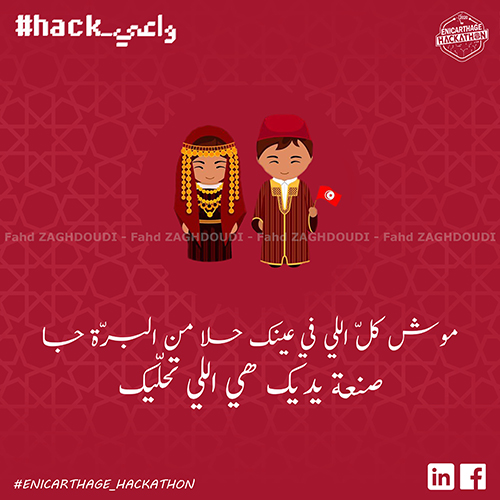 #hack_واعي
ENICARTHAGE
HACKATHON
Fahd ZAGHDOUDI - Fahd ZAGHDOUDI - Fahd ZAGHDOUDI - Fahd ZAGHDOUDI
موش كلّ اللي في عينك حلا من البرّة جا
صنعة يديك هي اللي تحلّيك
#ENICARTHAGE_HACKATHON
in f